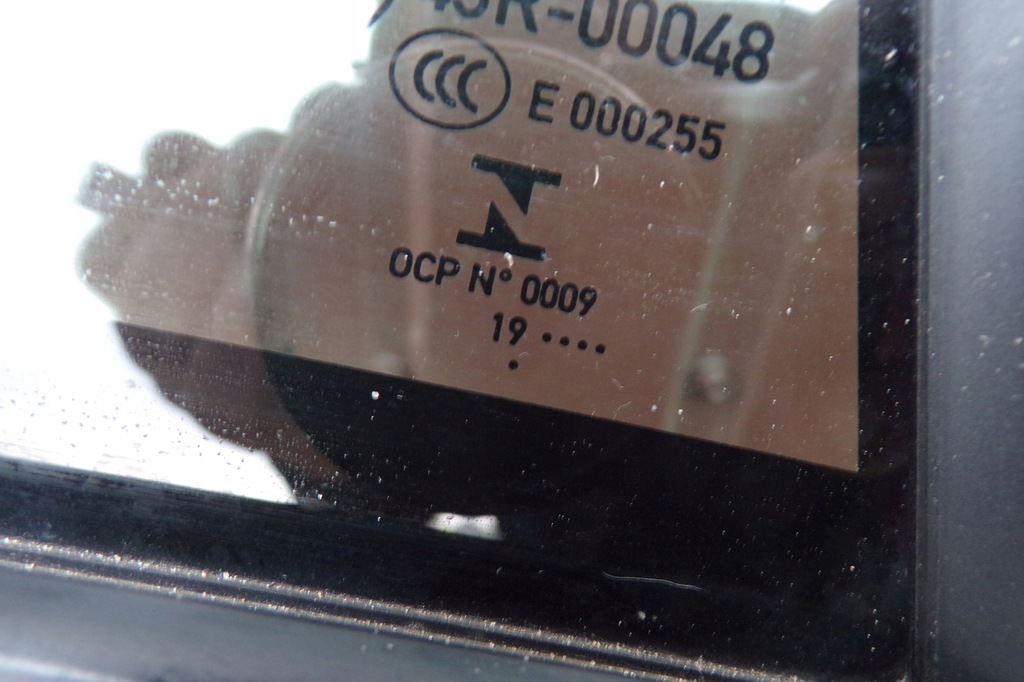 43R-00048
CCC E 000255
OCP N° 0009
19 ····
·